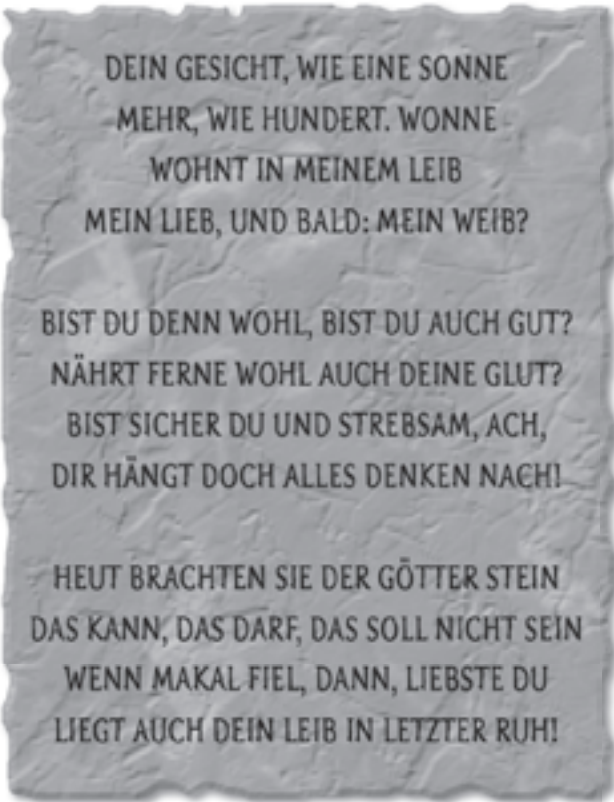 DEIN GESICHT, WIE EINE SONNE
MEHR, WIE HUNDERT. WONNE
WOHNT IN MEINEM LEIB
MEIN LIEB, UND BALD: MEIN WEIB?

BIST DU DENN WOHL, BIST DU AUCH GUT?
NÄHRT FERNE WOHL AUCH DEINE GLUT?
BIST SICHER DU UND STREBSAM, ACH,
DIR HÄNGT DOCH ALLES DENKEN NACH!

HEUT BRACHTEN SIE DER GÖTTER STEIN
DAS KANN, DAS DARF, DAS SOLL NICHT SEIN
WENN MAKAL FIEL, DANN, LIEBSTE DU
LIEGT AUCH DEIN LEIB IN LETZTER RUH!